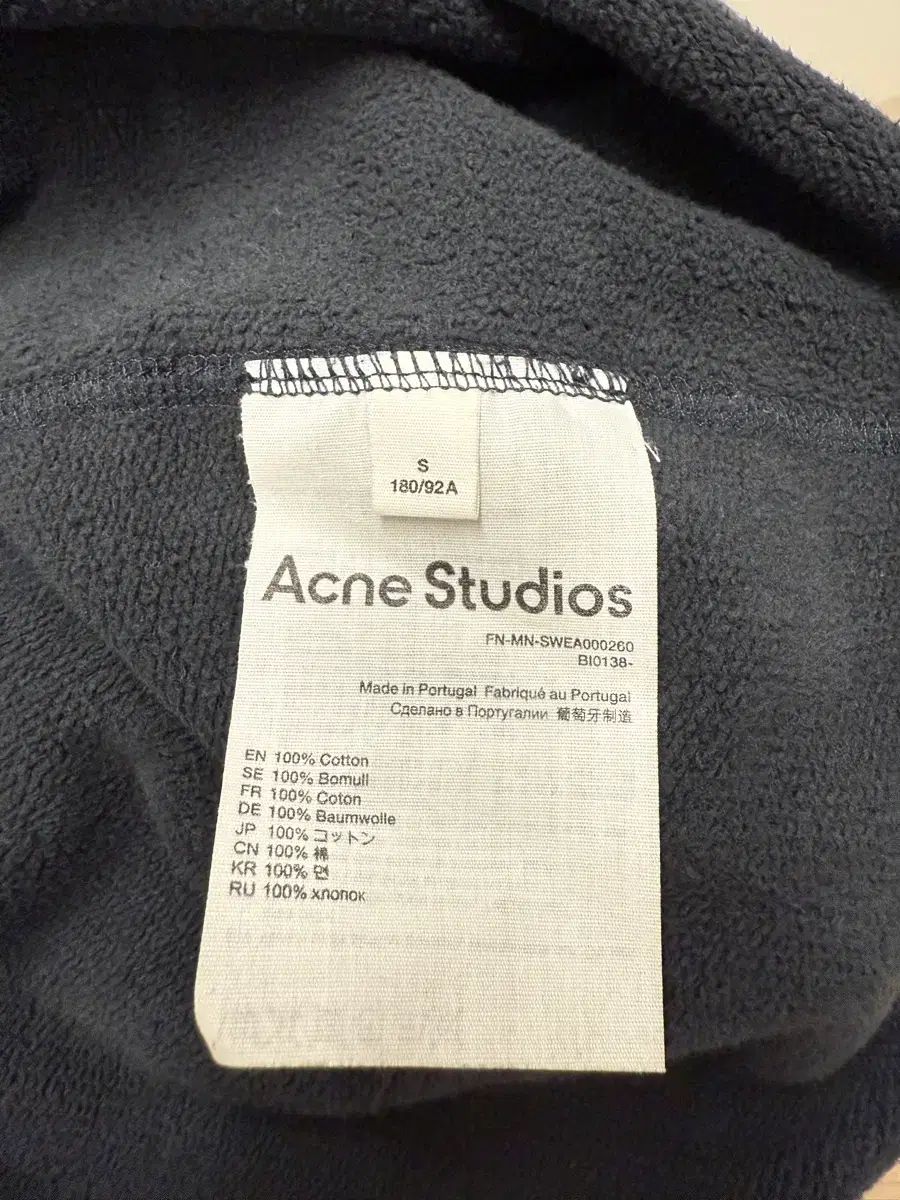 S
180/92A
Acne Studios
FN-MN-SWEA000260
BI0138-
Made in Portugal Fabriqué au Portugal
Сделано в Португалии 葡萄牙制造
EN 100% Cotton
SE 100% Bomull
FR 100% Coton
DE 100% Baumwolle
JP 100% コットン
CN 100% 棉
KR 100% 면
RU 100% хлопок